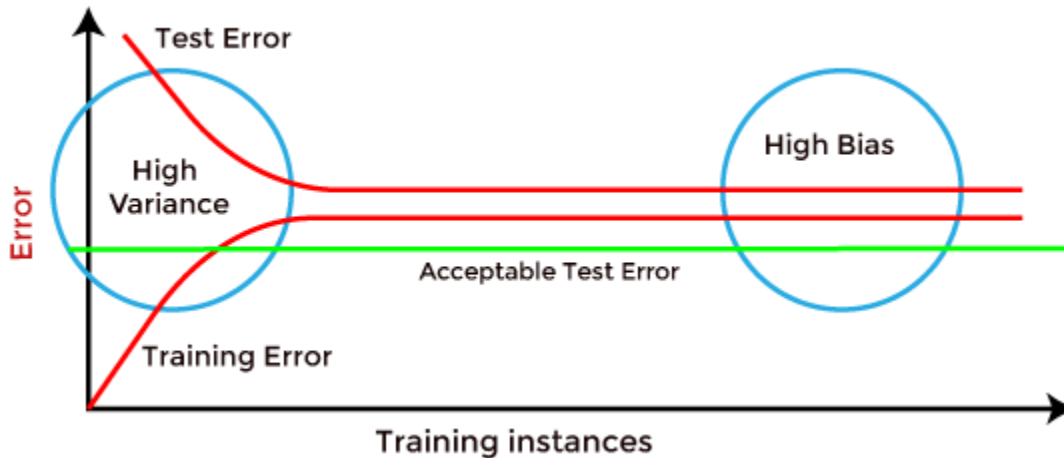 Test Error
High Bias
High
Variance
Error
Acceptable Test Error
Training Error
Training instances